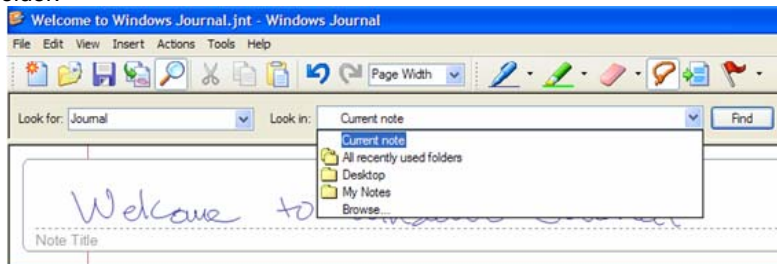 Welcome to Windows Journal.jnt - Windows Journal
File Edit View Insert Actions Tools Help
Page Width
Look for: Journal Look in: Current note Find
Current note
All recently used folders
Desktop
My Notes
Browse...
Welcome to
Note Title